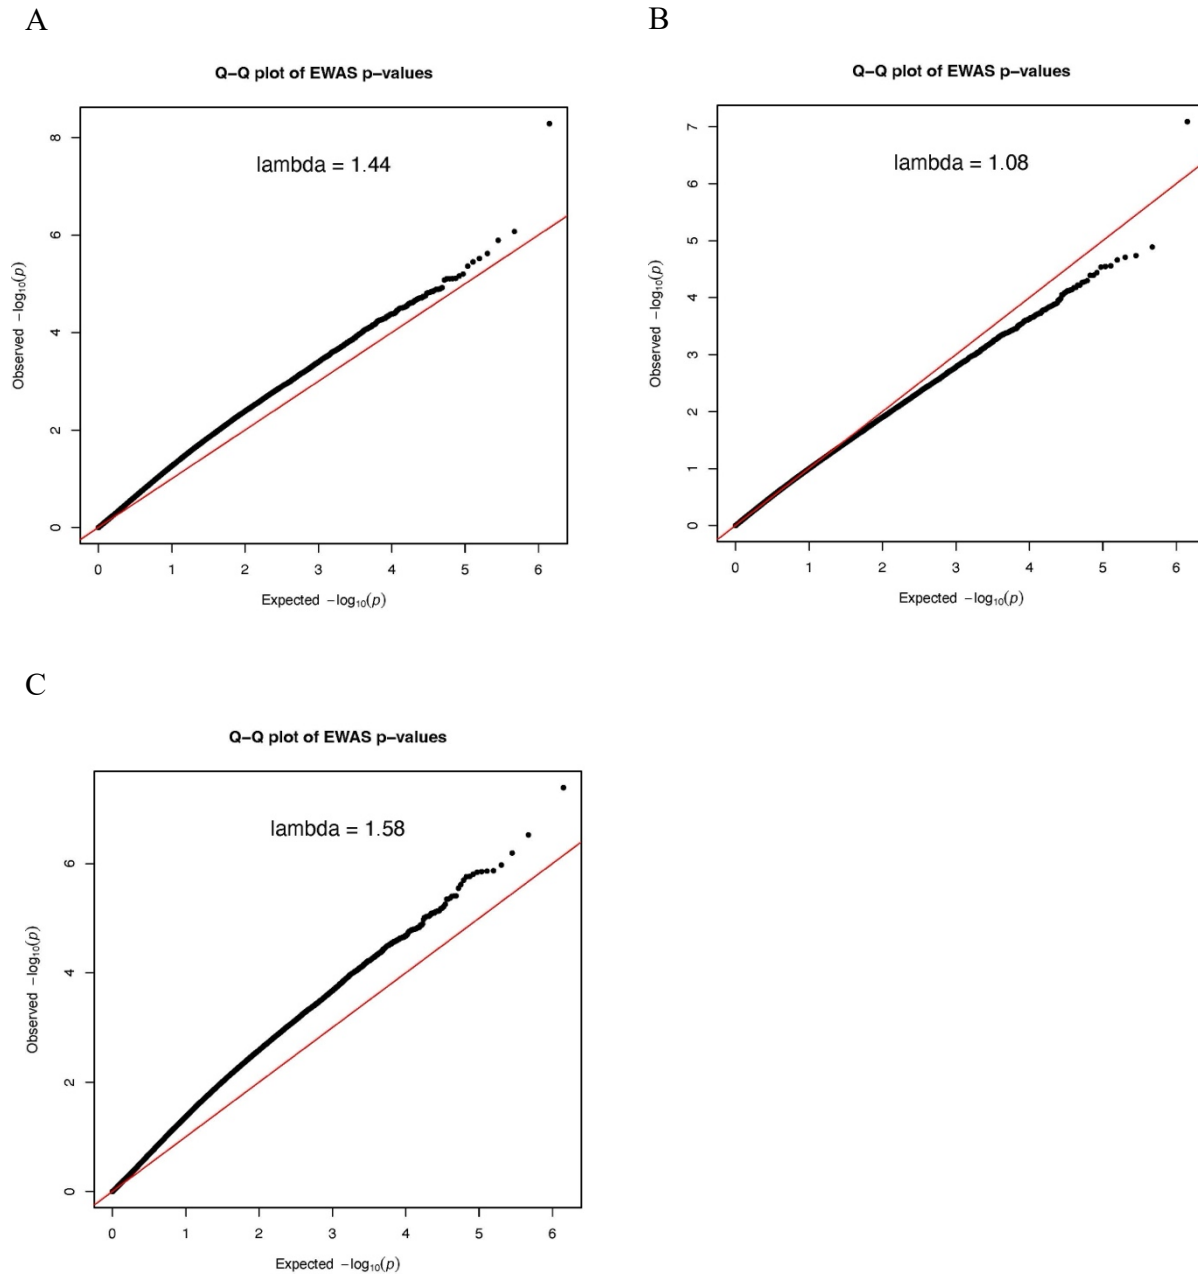 A
Q–Q plot of EWAS p–values
lambda = 1.44
8
6
4
2
0
Observed −log10(p)
0 1 2 3 4 5 6
Expected −log10(p)
B
Q–Q plot of EWAS p–values
lambda = 1.08
7
6
5
4
3
2
1
0
Observed −log10(p)
0 1 2 3 4 5 6
Expected −log10(p)
C
Q–Q plot of EWAS p–values
lambda = 1.58
6
4
2
0
Observed −log10(p)
0 1 2 3 4 5 6
Expected −log10(p)